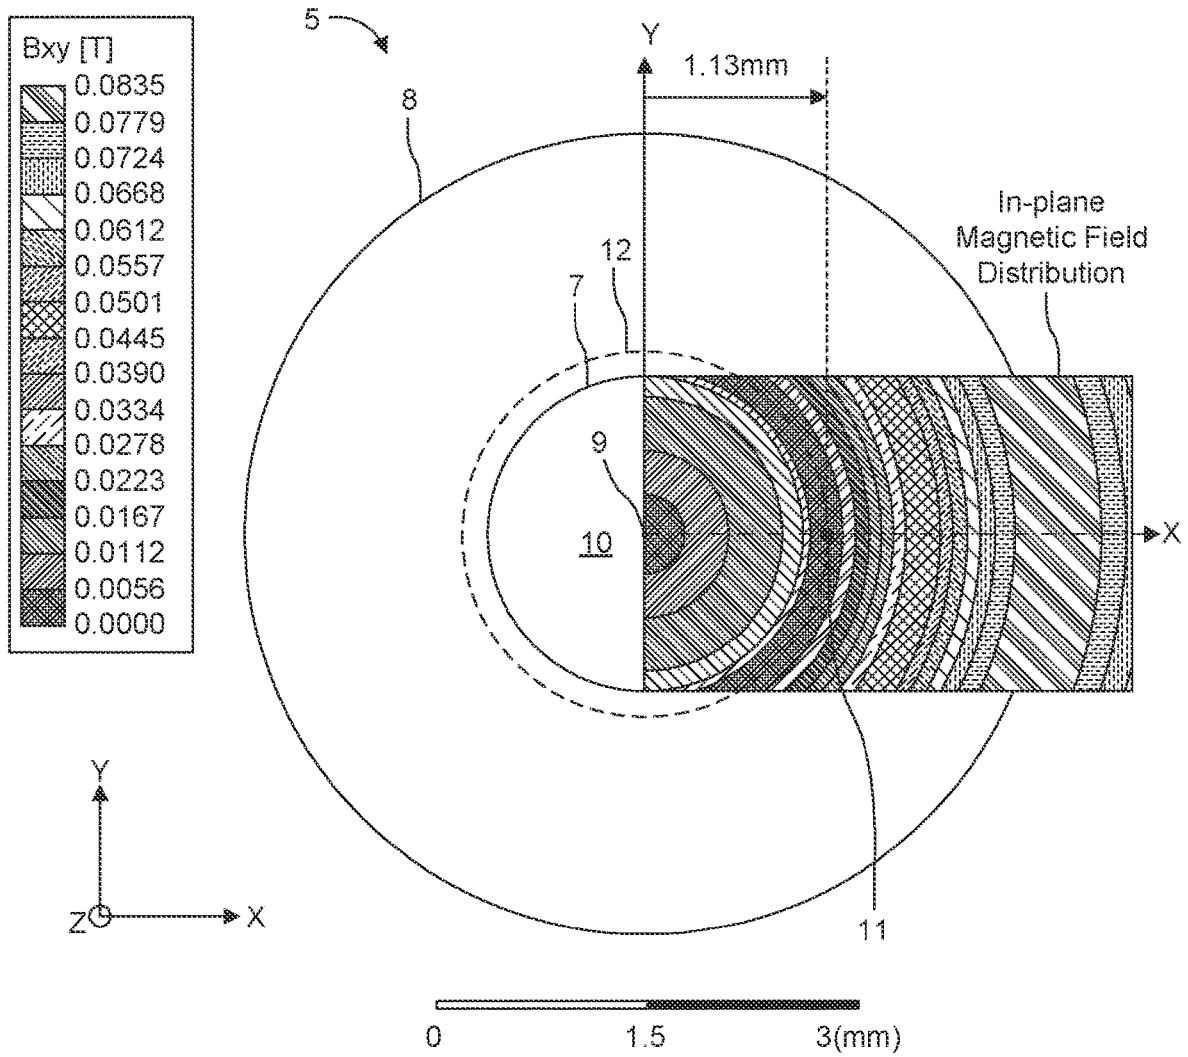 5
Bxy [T]
0.0835
0.0779
0.0724
0.0668
0.0612
0.0557
0.0501
0.0445
0.0390
0.0334
0.0278
0.0223
0.0167
0.0112
0.0056
0.0000
Y
1.13mm
8
In-plane
Magnetic Field
Distribution
12
7
9
10
X
11
Y
Z
X
0
1.5
3(mm)